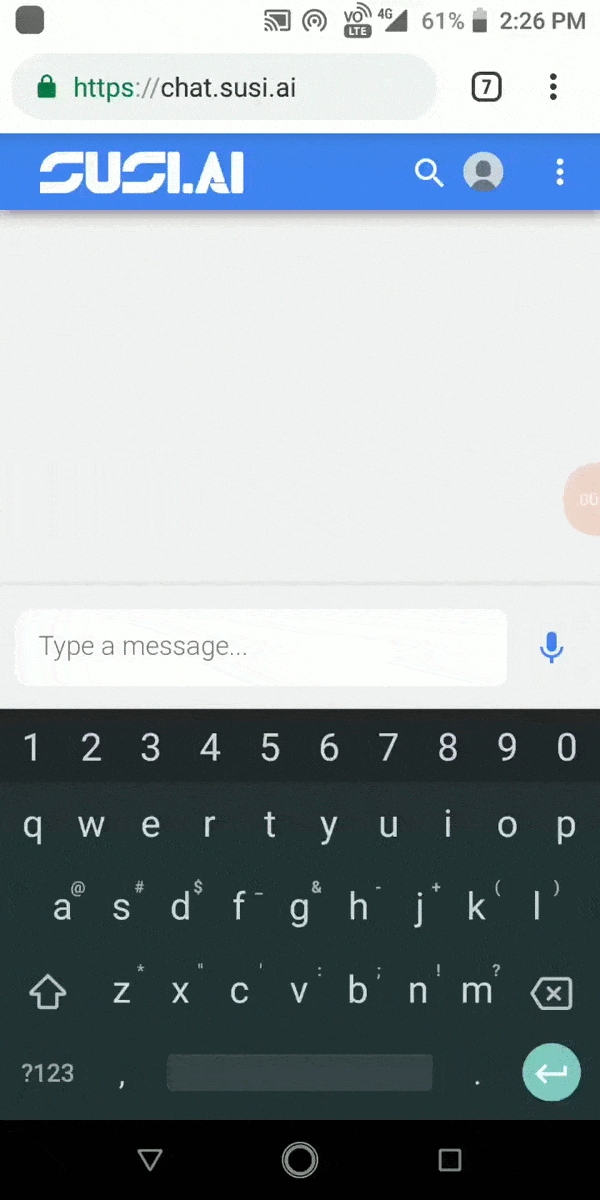 VO 4G 61% 2:26 PM
LTE
https://chat.susi.ai 7
SUSI.AI
Type a message...
1 2 3 4 5 6 7 8 9 0
q w e r t y u i o p
@ # $ _ & - + ( )
a s d f g h j k l
* " ' : ; ! ?
z x c v b n m
?123 , .